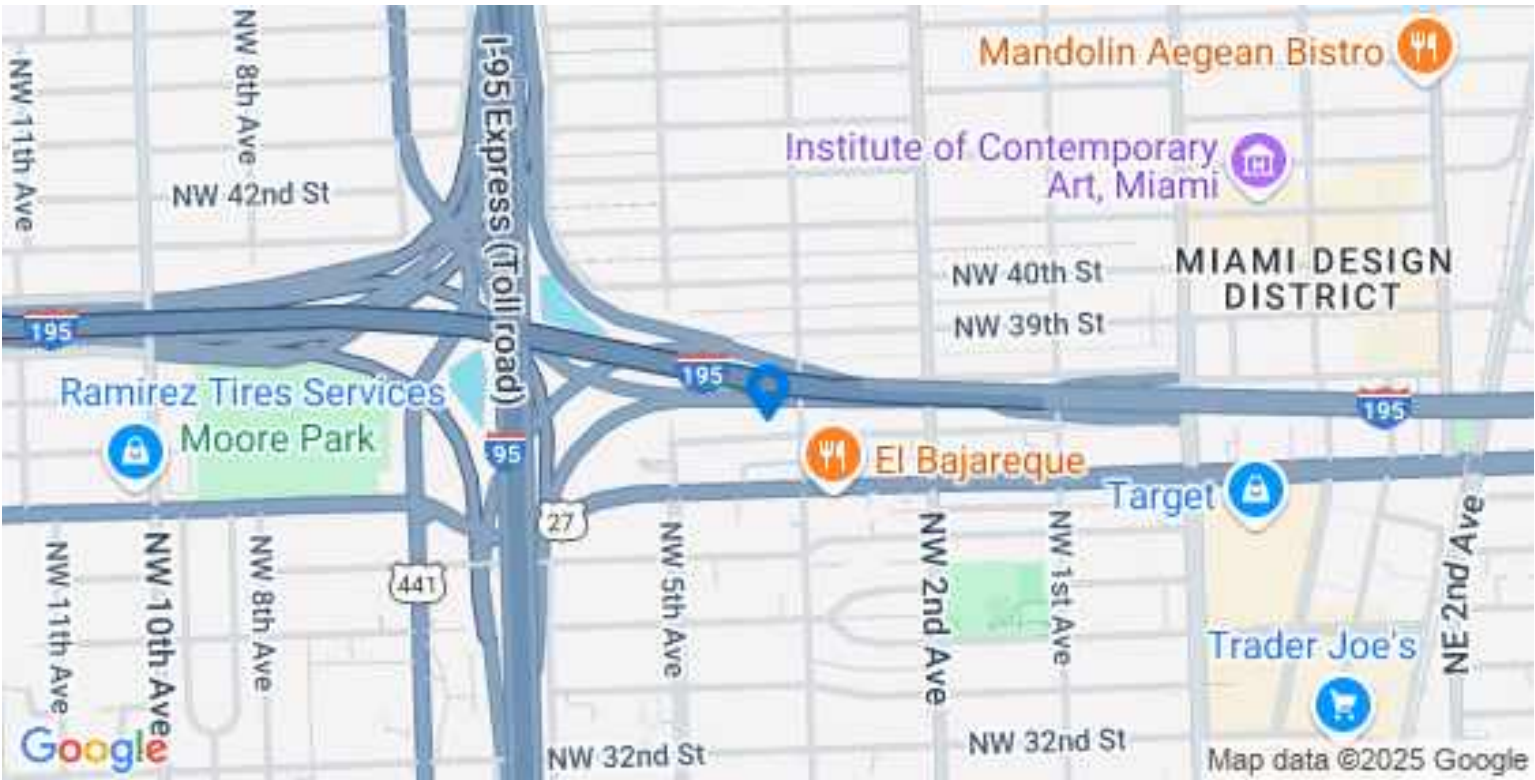 Mandolin Aegean Bistro
NW 11th Ave
NW 8th Ave
I-95 Express (Toll road)
Institute of Contemporary
Art, Miami
NW 42nd St
MIAMI DESIGN
DISTRICT
NW 40th St
NW 39th St
195
195
195
Ramirez Tires Services
Moore Park
95
El Bajareque
Target
27
441
NW 11th Ave
NW 10th Ave
NW 8th Ave
NW 5th Ave
NW 2nd Ave
NW 1st Ave
NE 2nd Ave
Trader Joe's
NW 32nd St
NW 32nd St
Google
Map data ©2025 Google